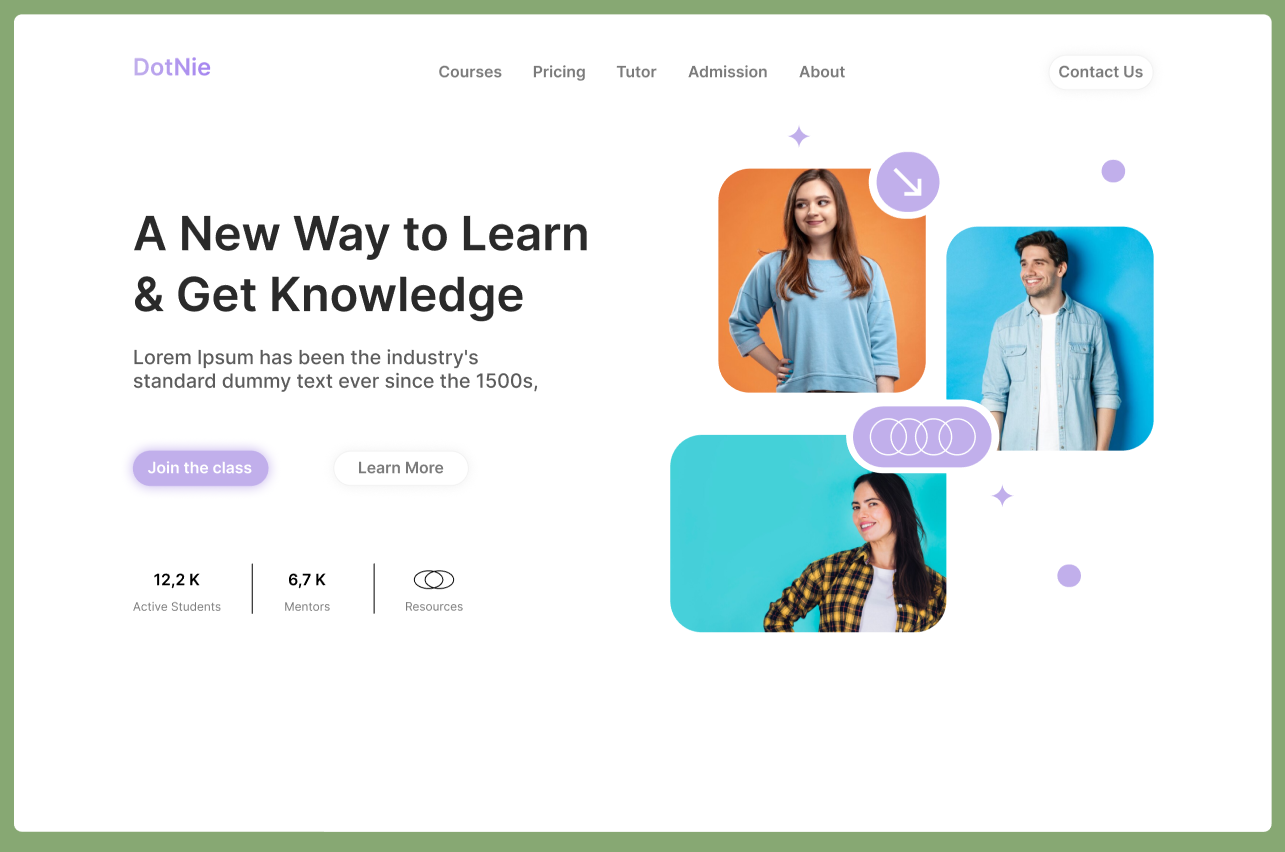 DotNie
Courses Pricing Tutor Admission About
Contact Us
A New Way to Learn
& Get Knowledge
Lorem Ipsum has been the industry's
standard dummy text ever since the 1500s,
Join the class
Learn More
12,2 K
Active Students
6,7 K
Mentors
Resources